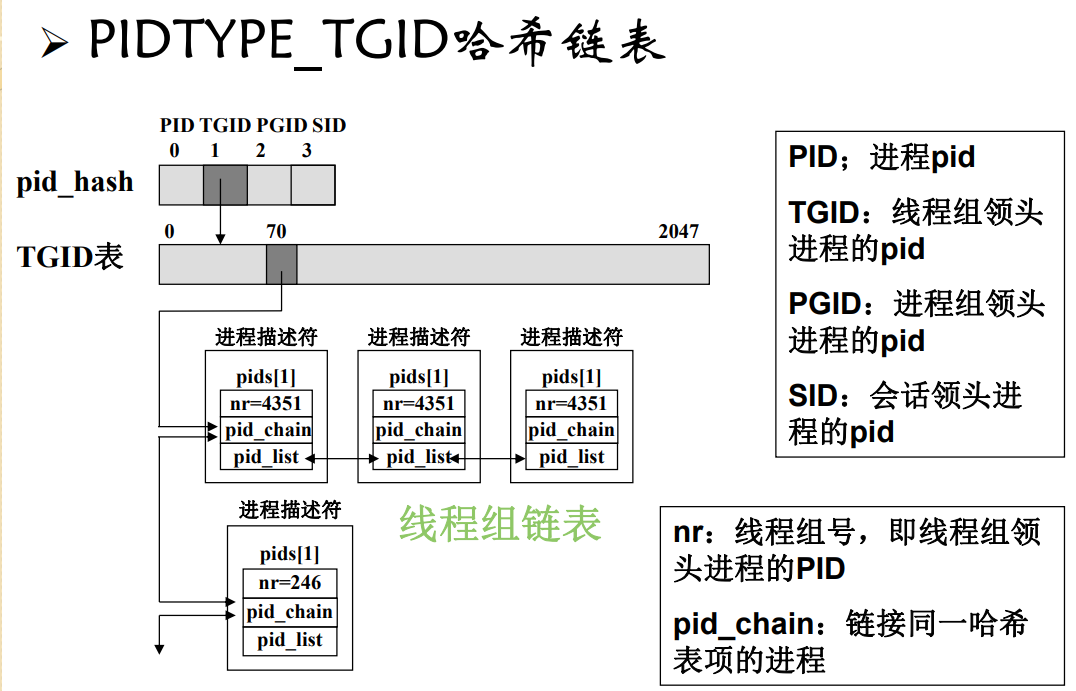 ➢ PIDTYPE_TGID哈希链表
PID TGID PGID SID
0 1 2 3
pid_hash
0 70 2047
TGID表
进程描述符 进程描述符 进程描述符
pids[1] pids[1] pids[1]
nr=4351 nr=4351 nr=4351
pid_chain pid_chain pid_chain
pid_list pid_list pid_list
进程描述符
线程组链表
pids[1]
nr=246
pid_chain
pid_list
PID；进程pid
TGID：线程组领头
进程的pid
PGID：进程组领头
进程的pid
SID：会话领头进
程的pid
nr：线程组号，即线程组领
头进程的PID
pid_chain：链接同一哈希
表项的进程